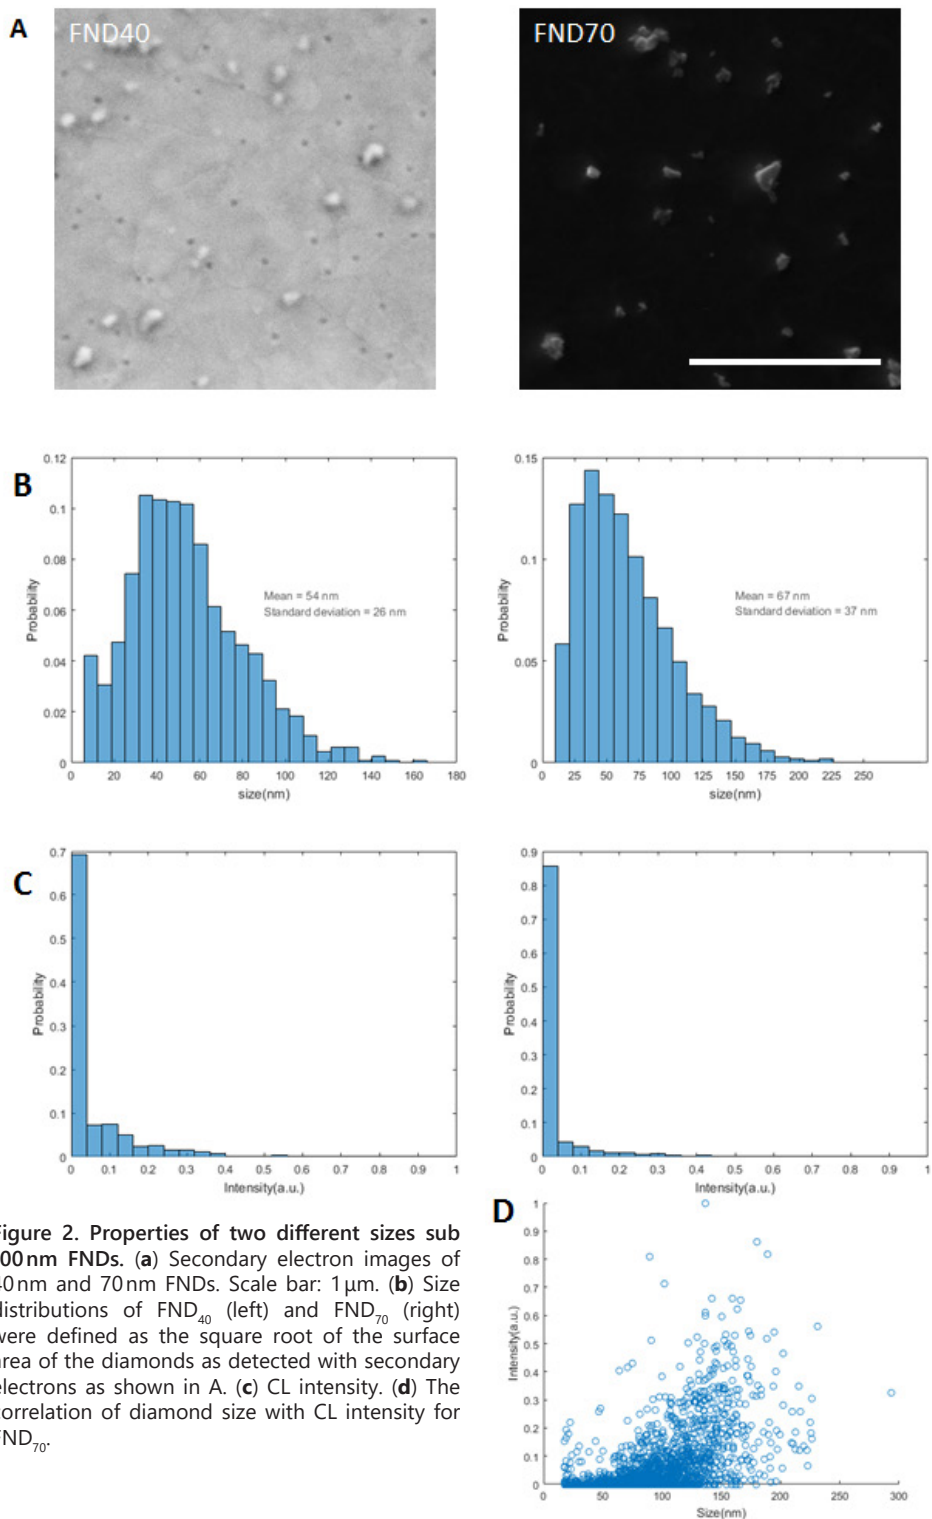 A
FND40
FND70
B
0.12
0.1
0.08
0.06
0.04
0.02
0
Probability
Mean = 54 nm
Standard deviation = 26 nm
0 20 40 60 80 100 120 140 160 180
size(nm)
0.15
0.1
0.05
0
Probability
Mean = 67 nm
Standard deviation = 37 nm
0 25 50 75 100 125 150 175 200 225 250
size(nm)
C
0.7
0.6
0.5
0.4
0.3
0.2
0.1
0
Probability
0 0.1 0.2 0.3 0.4 0.5 0.6 0.7 0.8 0.9 1
Intensity(a.u.)
0.9
0.8
0.7
0.6
0.5
0.4
0.3
0.2
0.1
0
Probability
0 0.1 0.2 0.3 0.4 0.5 0.6 0.7 0.8 0.9 1
Intensity(a.u.)
igure 2. Properties of two different sizes sub
00nm FNDs. (a) Secondary electron images of
0nm and 70nm FNDs. Scale bar: 1µm. (b) Size
distributions of FND40 (left) and FND70 (right)
were defined as the square root of the surface
area of the diamonds as detected with secondary
electrons as shown in A. (c) CL intensity. (d) The
correlation of diamond size with CL intensity for
FND70.
D
1
0.9
0.8
0.7
0.6
0.5
0.4
0.3
0.2
0.1
0
Intensity(a.u.)
0 50 100 150 200 250 300
Size(nm)